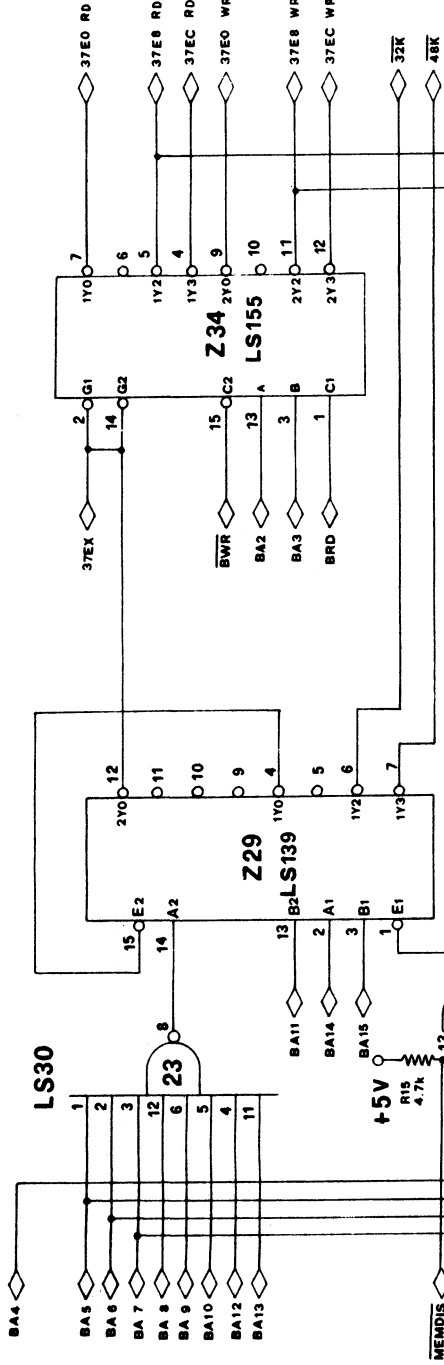 BA4
BA5
BA6
BA7
BA8
BA9
BA10
BA12
BA13
LS30
1
2
3
12
6
5
4
11
23
8
15
14
13
2
3
1
BA11
BA14
BA15
+5V
R15
4.7k
MEMDIS
E2
A2
B2
A1
B1
E1
Z29
LS139
2Y0
1Y0
1Y2
1Y3
12
11
10
9
4
5
6
7
37EX
BWR
BA2
BA3
BRD
2
14
15
13
3
1
G1
G2
C2
A
B
C1
Z34
LS155
1Y0
1Y2
1Y3
2Y0
2Y2
2Y3
7
6
5
4
9
10
11
12
37E0 RD
37E8 RD
37EC RD
37E0 WR
37E8 WR
37EC WR
32K
48K